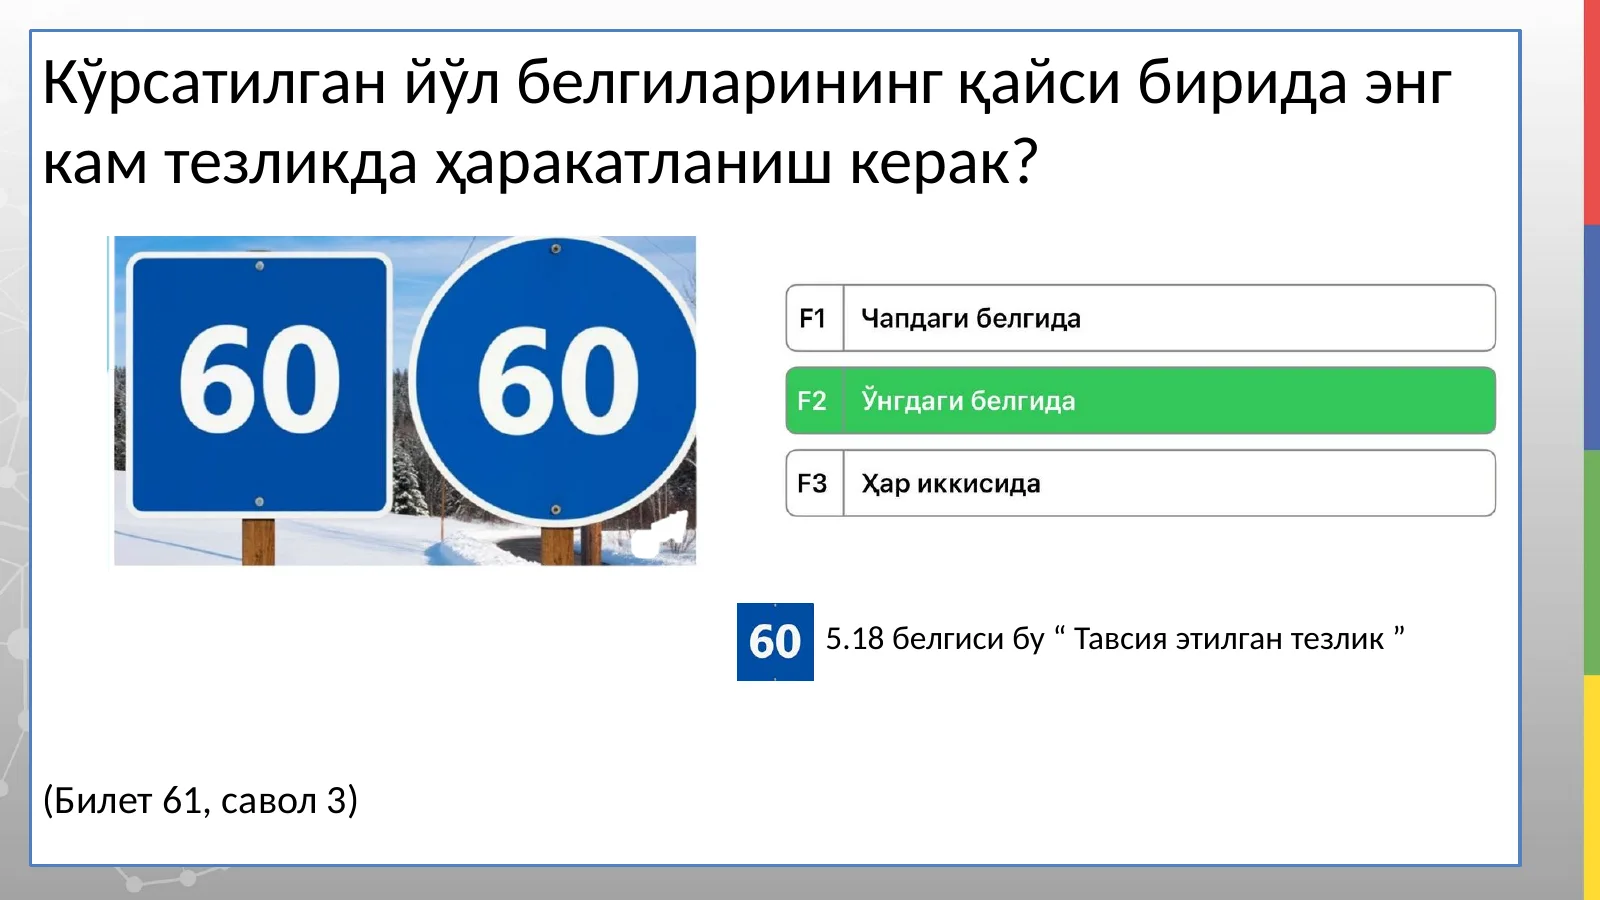 Кўрсатилган йўл белгиларининг қайси бирида энг
кам тезликда ҳаракатланиш керак?
60
60
F1 Чапдаги белгида
F2 Ўнгдаги белгида
F3 Ҳар иккисида
60 5.18 белгиси бу “ Тавсия этилган тезлик ”
(Билет 61, савол 3)